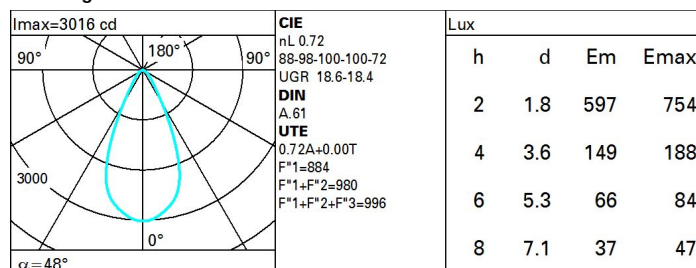 Imax=3016 cd
90° 180° 90°
3000
0°
α=48°
CIE
nL 0.72
88-98-100-100-72
UGR 18.6-18.4
DIN
A.61
UTE
0.72A+0.00T
F"1=884
F"1+F"2=980
F"1+F"2+F"3=996
Lux
h d Em Emax
2 1.8 597 754
4 3.6 149 188
6 5.3 66 84
8 7.1 37 47